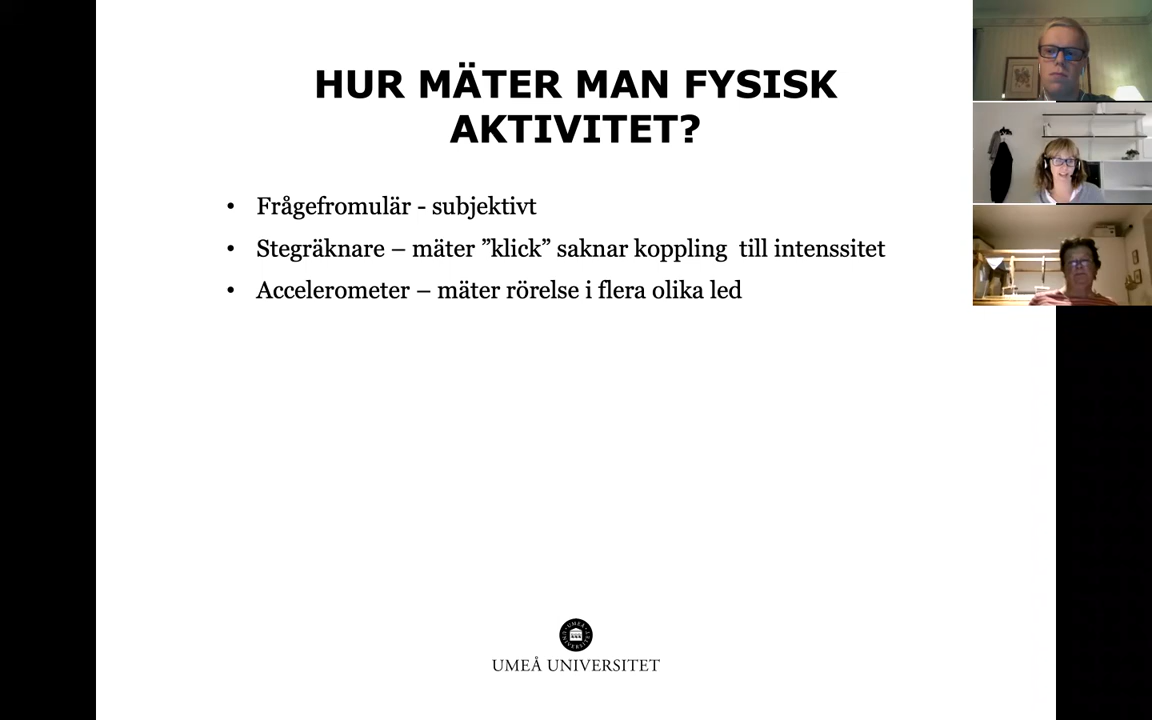 HUR MÄTER MAN FYSISK
AKTIVITET?
• Frågefromulär - subjektivt
• Stegräknare – mäter ”klick” saknar koppling  till intenssitet
• Accelerometer – mäter rörelse i flera olika led
UMEÅ UNIVERSITET